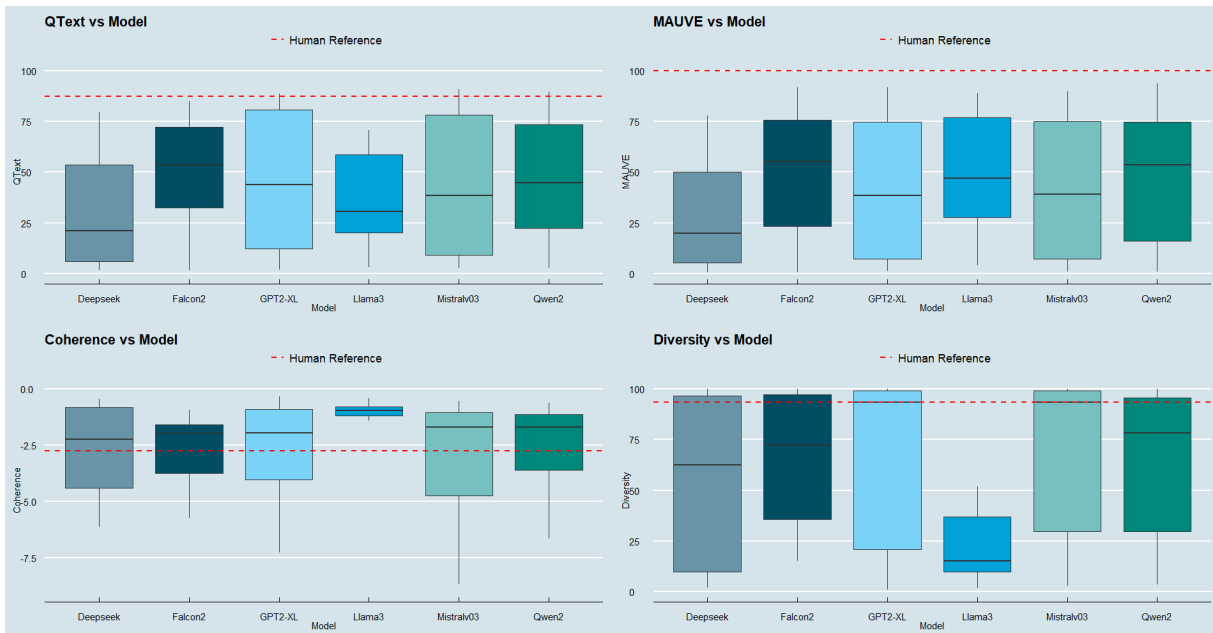 QText vs Model
Human Reference
QText
100
75
50
25
0
Deepseek Falcon2 GPT2-XL Llama3 Mistralv03 Qwen2
Model
MAUVE vs Model
Human Reference
MAUVE
100
75
50
25
0
Deepseek Falcon2 GPT2-XL Llama3 Mistralv03 Qwen2
Model
Coherence vs Model
Human Reference
Coherence
0.0
-2.5
-5.0
-7.5
Deepseek Falcon2 GPT2-XL Llama3 Mistralv03 Qwen2
Model
Diversity vs Model
Human Reference
Diversity
100
75
50
25
0
Deepseek Falcon2 GPT2-XL Llama3 Mistralv03 Qwen2
Model